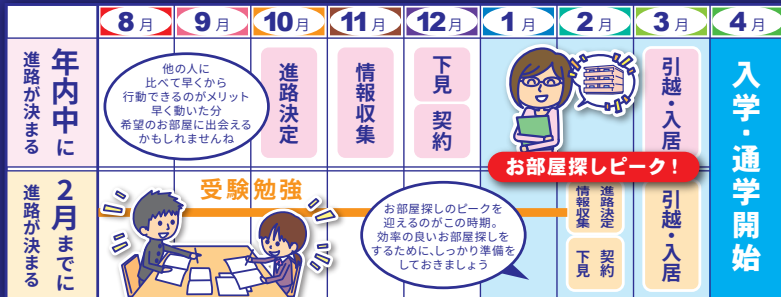 8月
9月
10月
11月
12月
1月
2月
3月
4月
年内中に
進路が決まる
他の人に
比べて早くから
行動できるのがメリット
早く動いた分
希望のお部屋に出会える
かもしれませんね
進路決定
情報収集
下見
契約
引越・入居
お部屋探しピーク!
入学・通学開始
2月までに
進路が決まる
受験勉強
お部屋探しのピークを
迎えるのがこの時期。
効率の良いお部屋探しを
するために、しっかり準備を
しておきましょう
進路決定
情報収集
契約
下見
引越・入居